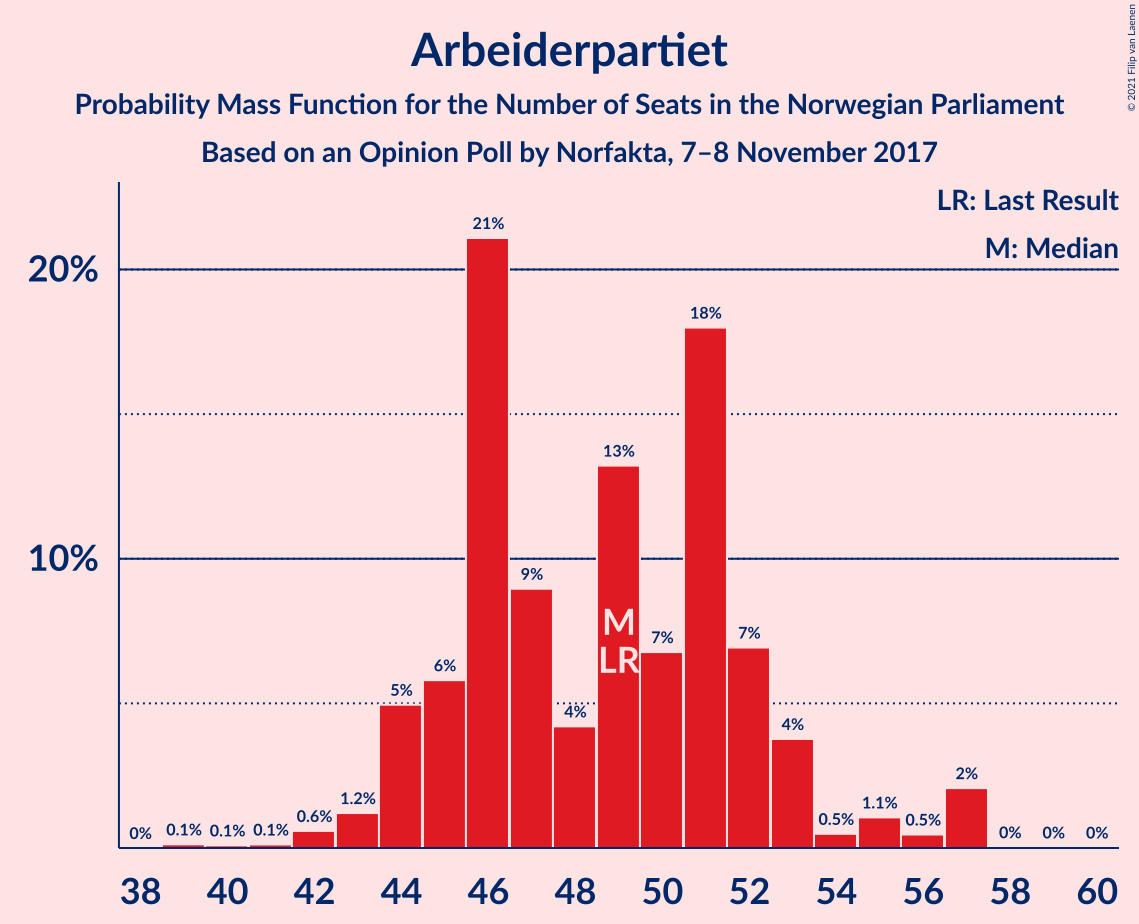 Arbeiderpartiet
Probability Mass Function for the Number of Seats in the Norwegian Parliament
Based on an Opinion Poll by Norfakta, 7–8 November 2017
© 2021 Filip van Laenen
LR: Last Result
M: Median
20%
10%
0%
0.1%
0.1%
0.1%
0.6%
1.2%
5%
6%
21%
9%
4%
13%
7%
18%
7%
4%
0.5%
1.1%
0.5%
2%
0%
0%
0%
M
LR
38 40 42 44 46 48 50 52 54 56 58 60